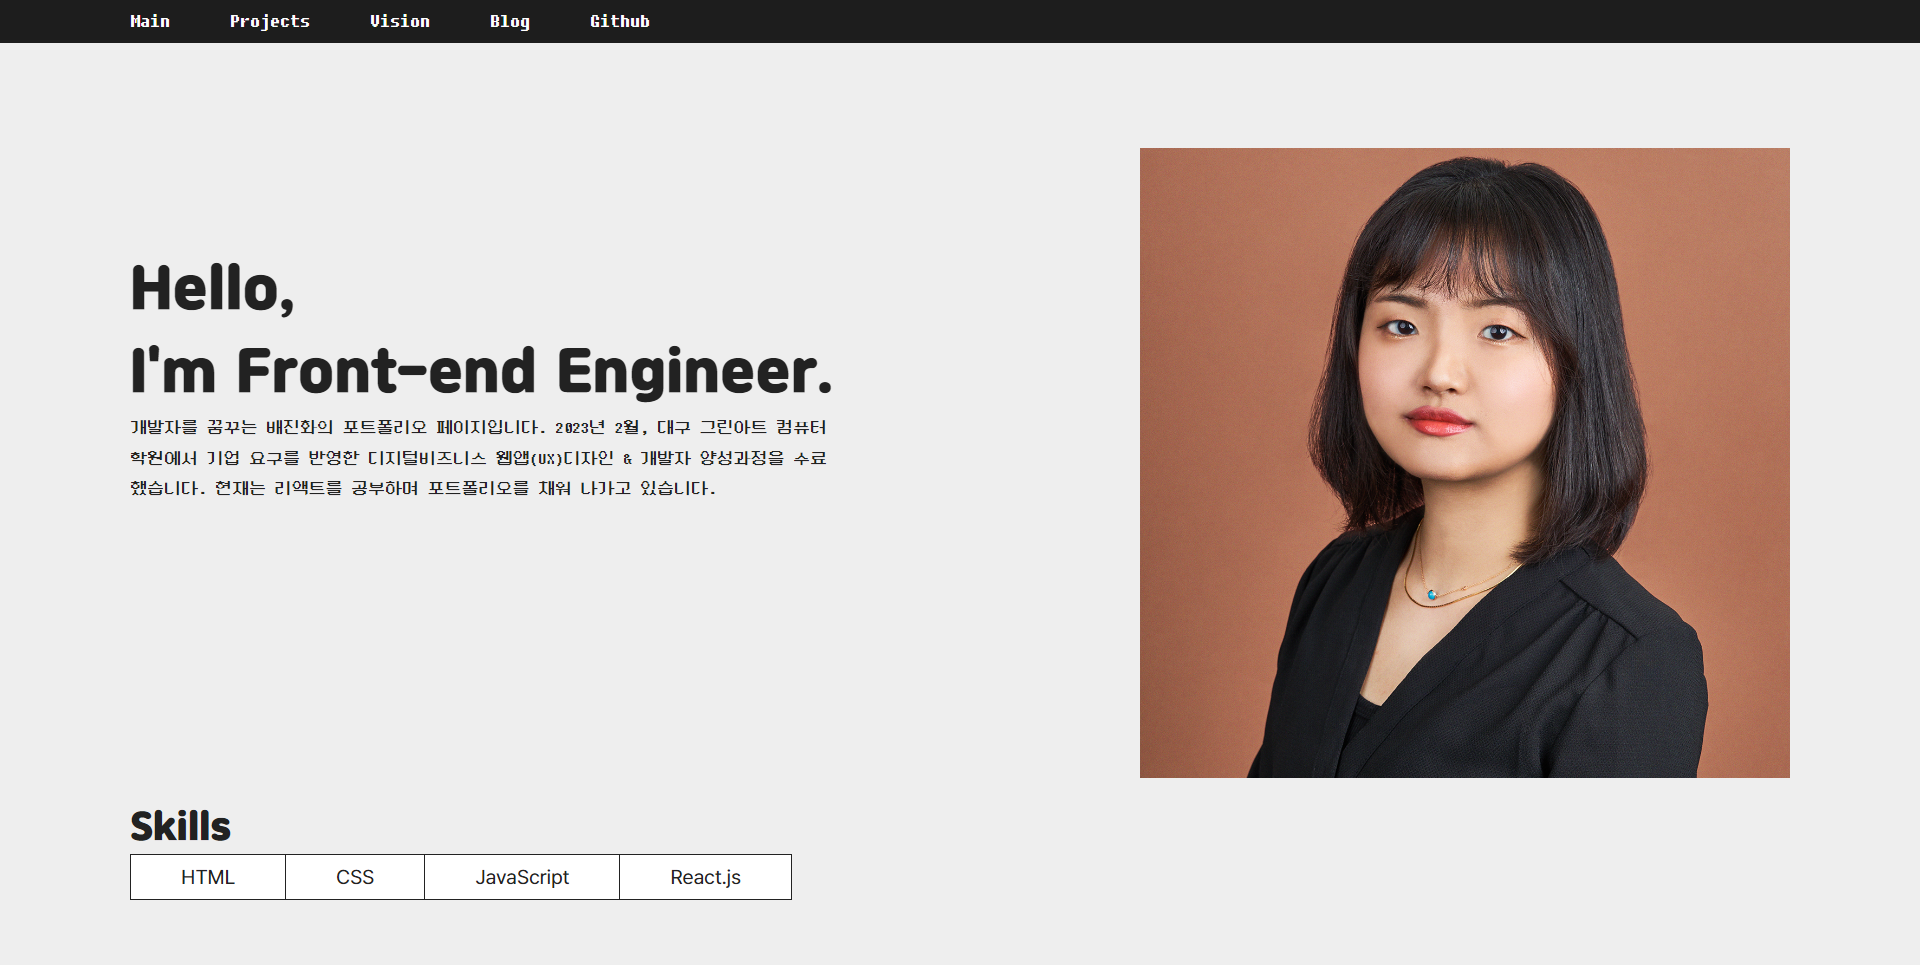 Main Projects Vision Blog Github
Hello,
I'm Front-end Engineer.
개발자를 꿈꾸는 배진화의 포트폴리오 페이지입니다. 2023년 2월, 대구 그린아트 컴퓨터
학원에서 기업 요구를 반영한 디지털비즈니스 웹앱(UX)디자인 & 개발자 양성과정을 수료
했습니다. 현재는 리액트를 공부하며 포트폴리오를 채워 나가고 있습니다.
Skills
HTML CSS JavaScript React.js